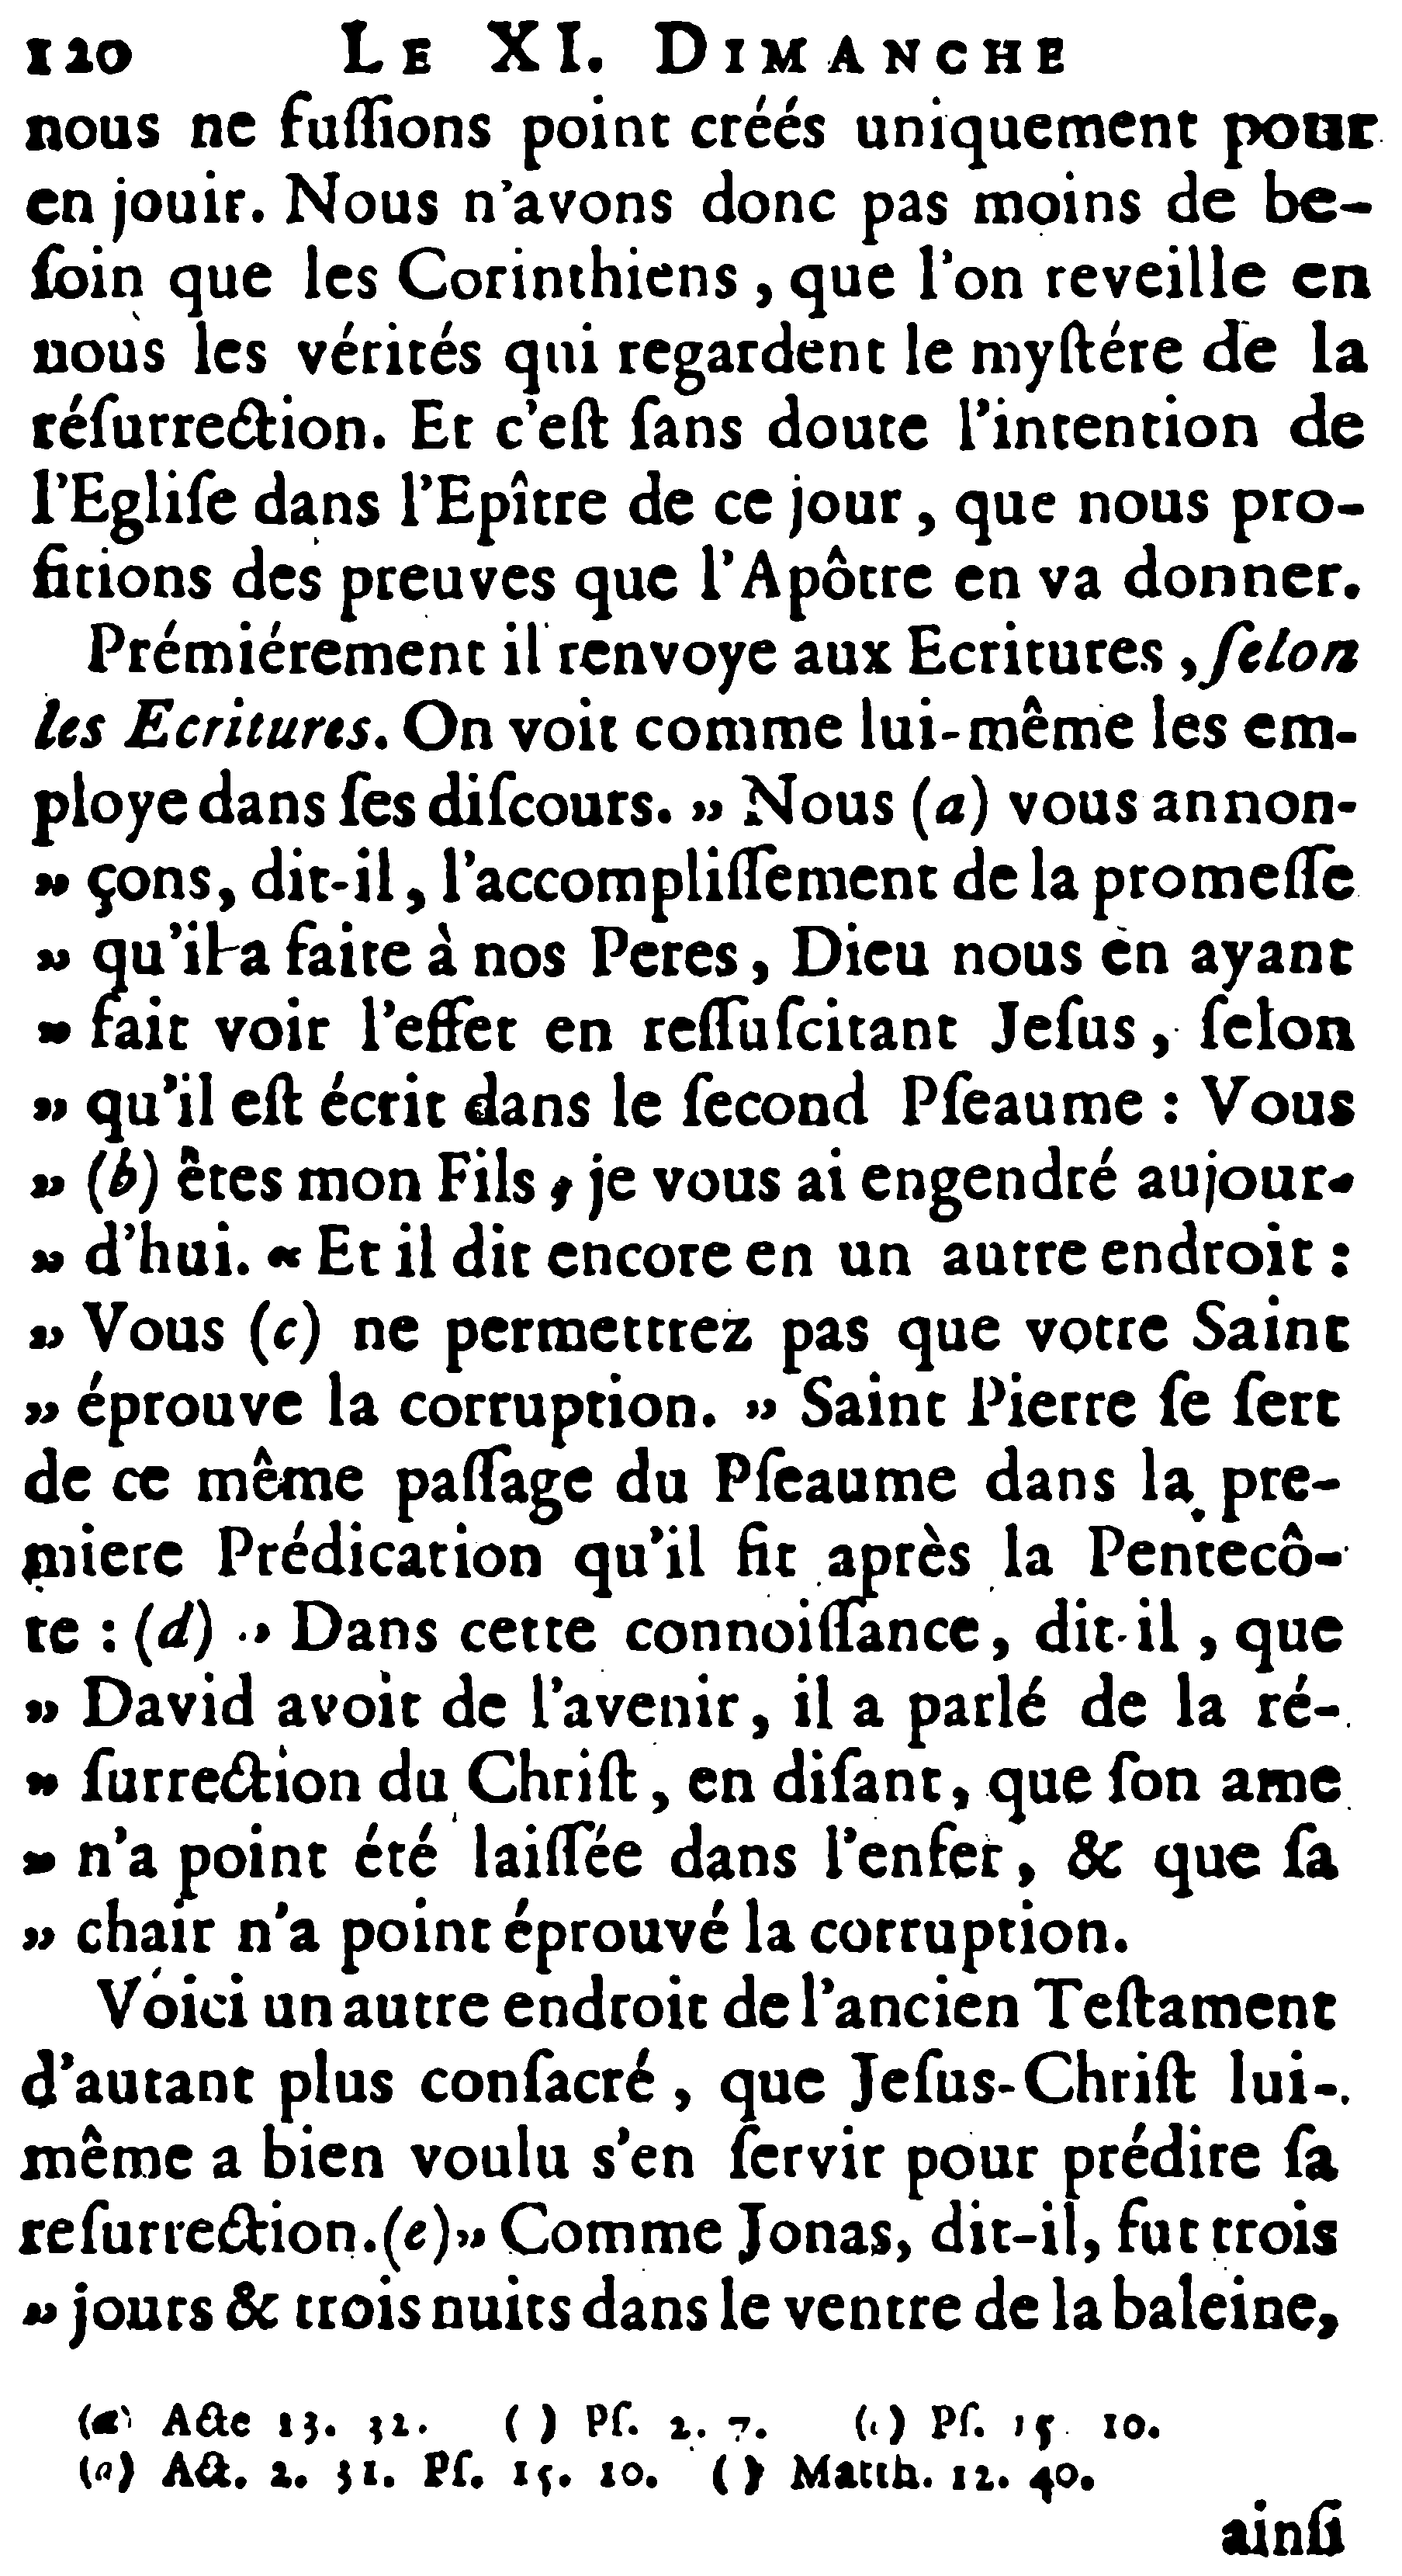 120 LE XI. DIMANCHE
nous ne fuſſions point créés uniquement pour
en jouir. Nous n'avons donc pas moins de be-
ſoin que les Corinthiens, que l'on reveille en
nous les vérités qui regardent le myſtére de la
réſurrection. Et c'eſt ſans doute l'intention de
l'Egliſe dans l'Epître de ce jour, que nous pro-
fitions des preuves que l'Apôtre en va donner.
Prémiérement il renvoye aux Ecritures, ſelon
les Ecritures. On voit comme lui-même les em-
ploye dans ſes diſcours. „ Nous (a) vous annon-
„ çons, dit-il, l'accompliſſement de la promeſſe
„ qu'il a faite à nos Peres, Dieu nous en ayant
„ fait voir l'effet en reſſuſcitant Jeſus, ſelon
„ qu'il eſt écrit dans le ſecond Pſeaume : Vous
„ (b) êtes mon Fils, je vous ai engendré aujour-
„ d'hui. “ Et il dit encore en un autre endroit :
„ Vous (c) ne permettrez pas que votre Saint
„ éprouve la corruption. „ Saint Pierre ſe ſert
de ce même paſſage du Pſeaume dans la pre-
miere Prédication qu'il fit après la Pentecô-
te : (d) „ Dans cette connoiſſance, dit-il, que
„ David avoit de l'avenir, il a parlé de la ré-
„ ſurrection du Chriſt, en diſant, que ſon ame
„ n'a point été laiſſée dans l'enfer, & que ſa
„ chair n'a point éprouvé la corruption.
Voici un autre endroit de l'ancien Teſtament
d'autant plus conſacré, que Jeſus-Chriſt lui-
même a bien voulu s'en ſervir pour prédire ſa
reſurrection. (e) „ Comme Jonas, dit-il, fut trois
„ jours & trois nuits dans le ventre de la baleine,
(a) Acte 13. 32. ( ) Pſ. 2. 7. (c) Pſ. 15. 10.
(d) Act. 2. 31. Pſ. 15. 10. ( ) Matth. 12. 40.
ainſi